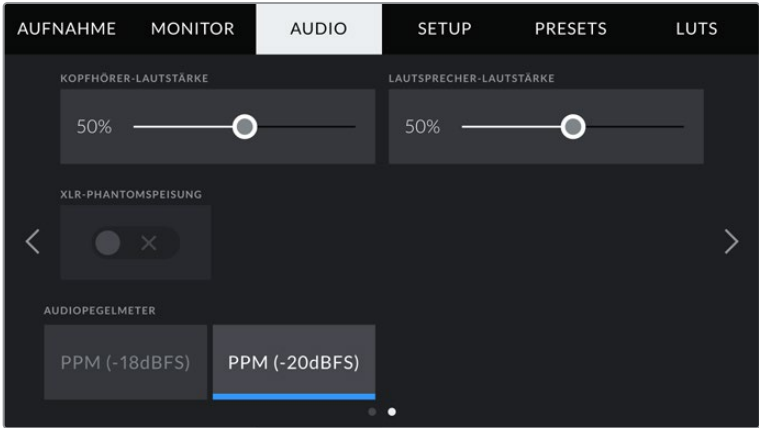 AUFNAHME MONITOR AUDIO SETUP PRESETS LUTS
KOPFHÖRER-LAUTSTÄRKE LAUTSPRECHER-LAUTSTÄRKE
50% 50%
XLR-PHANTOMSPEISUNG
AUDIOPEGELMETER
PPM (-18dBFS) PPM (-20dBFS)